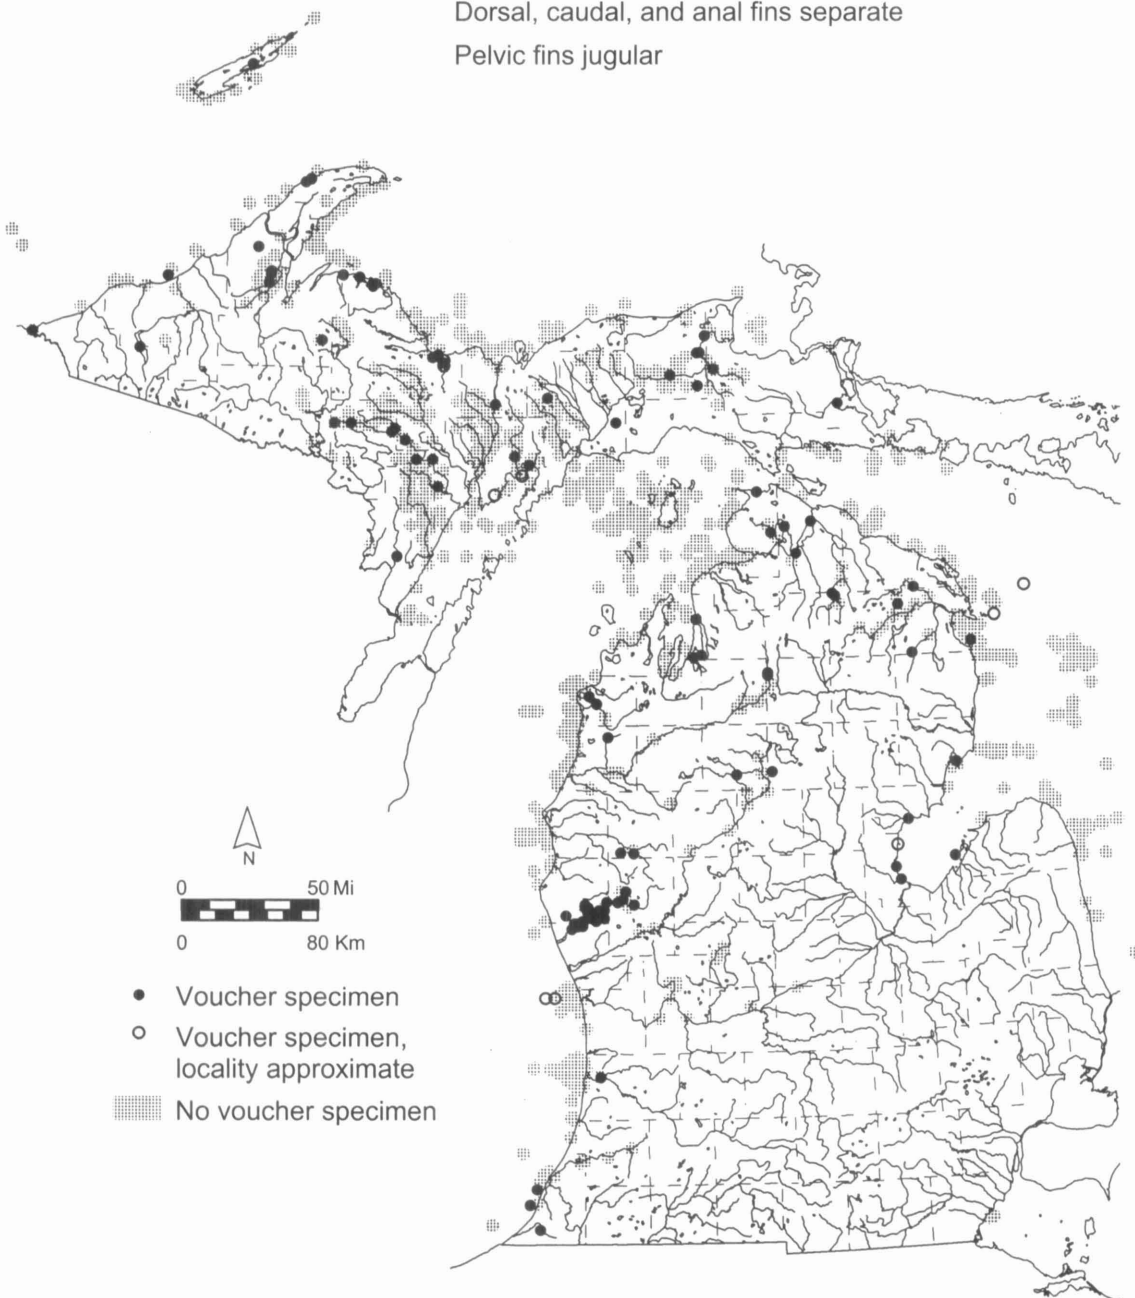 Dorsal, caudal, and anal fins separate
Pelvic fins jugular
N
0 50 Mi
0 80 Km
Voucher specimen
Voucher specimen,
locality approximate
No voucher specimen